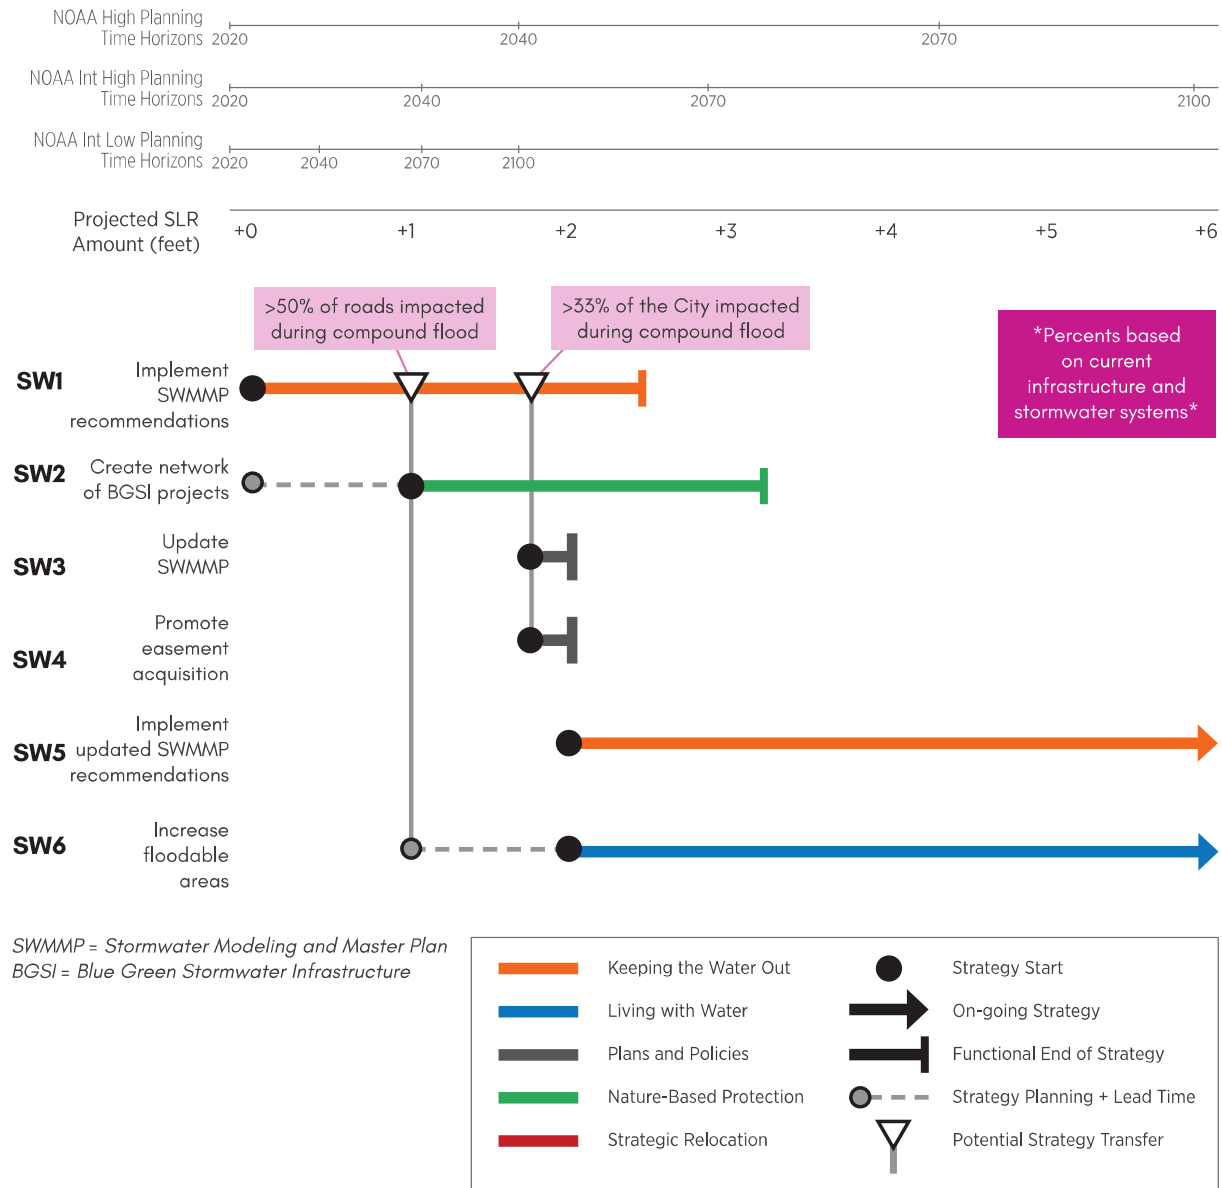 NOAA High Planning
Time Horizons
2020
2040
2070
NOAA Int High Planning
Time Horizons
2020
2040
2070
2100
NOAA Int Low Planning
Time Horizons
2020
2040
2070
2100
Projected SLR
Amount (feet)
+0
+1
+2
+3
+4
+5
+6
>50% of roads impacted
during compound flood
>33% of the City impacted
during compound flood
*Percents based
on current
infrastructure and
stormwater systems*
SW1
Implement
SWMMP
recommendations
SW2
Create network
of BGSI projects
SW3
Update
SWMMP
SW4
Promote
easement
acquisition
SW5
Implement
updated SWMMP
recommendations
SW6
Increase
floodable
areas
SWMMP = Stormwater Modeling and Master Plan
BGSI = Blue Green Stormwater Infrastructure
Keeping the Water Out
Living with Water
Plans and Policies
Nature-Based Protection
Strategic Relocation
Strategy Start
On-going Strategy
Functional End of Strategy
Strategy Planning + Lead Time
Potential Strategy Transfer